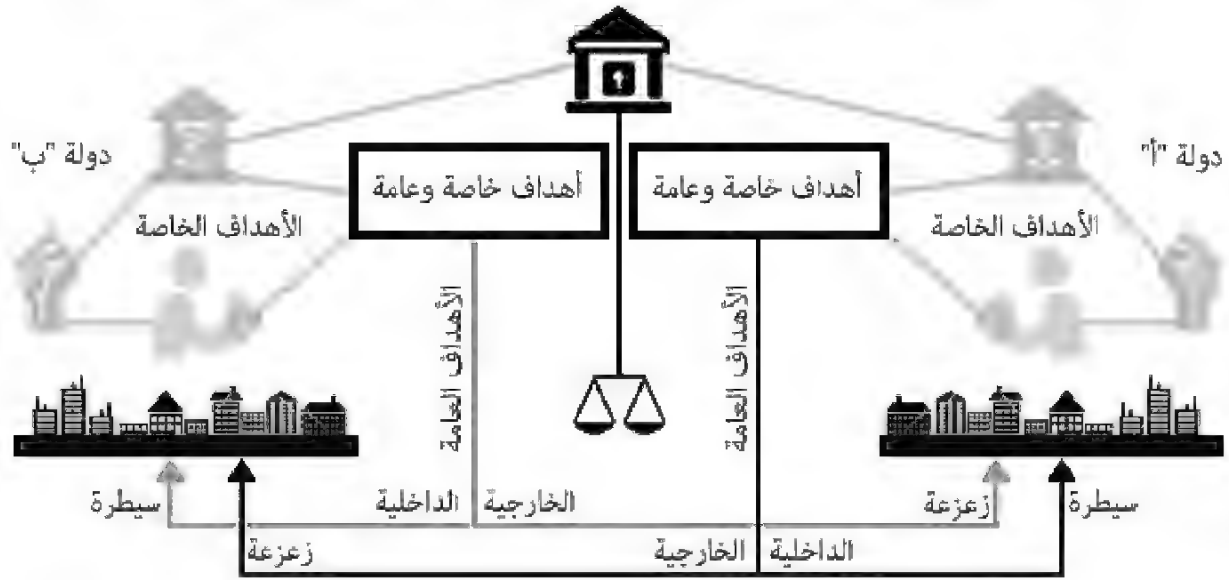 دولة "أ"
دولة "ب"
أهداف خاصة وعامة
أهداف خاصة وعامة
الأهداف الخاصة
الأهداف الخاصة
الأهداف العامة
الأهداف العامة
سيطرة
زعزعة
الخارجية
الداخلية
سيطرة
الداخلية
الخارجية
زعزعة